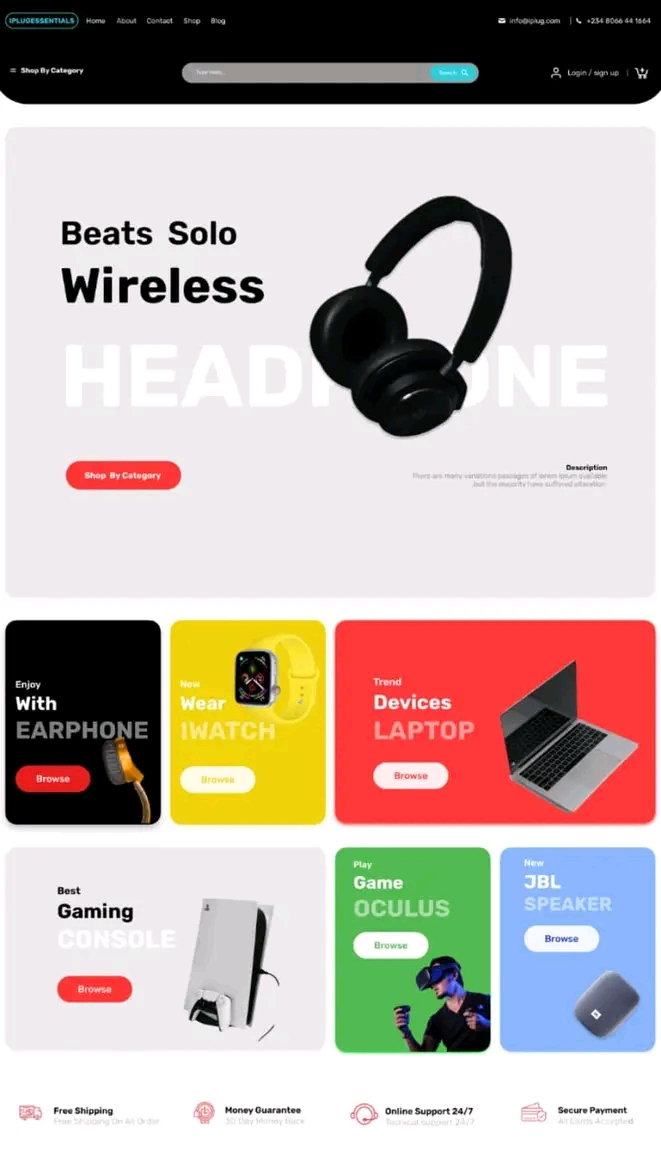 IPLUGESSENTIALS Home About Contact Shop Blog info@iplug.com | +234 8066 44 1664
Shop By Category Type Here... Search Login / sign up |
Beats Solo
Wireless
HEADPHONE
Shop By Category
Description
There are many variations passages of lorem ipsum available
,but the majority have suffered alteration
Enjoy
With
EARPHONE
Browse
New
Wear
IWATCH
Browse
Trend
Devices
LAPTOP
Browse
Best
Gaming
CONSOLE
Browse
Play
Game
OCULUS
Browse
New
JBL
SPEAKER
Browse
Free Shipping
Free Shipping On All Order
Money Guarantee
30 Day Money Back
Online Support 24/7
Technical support 24/7
Secure Payment
All Cards Accepted